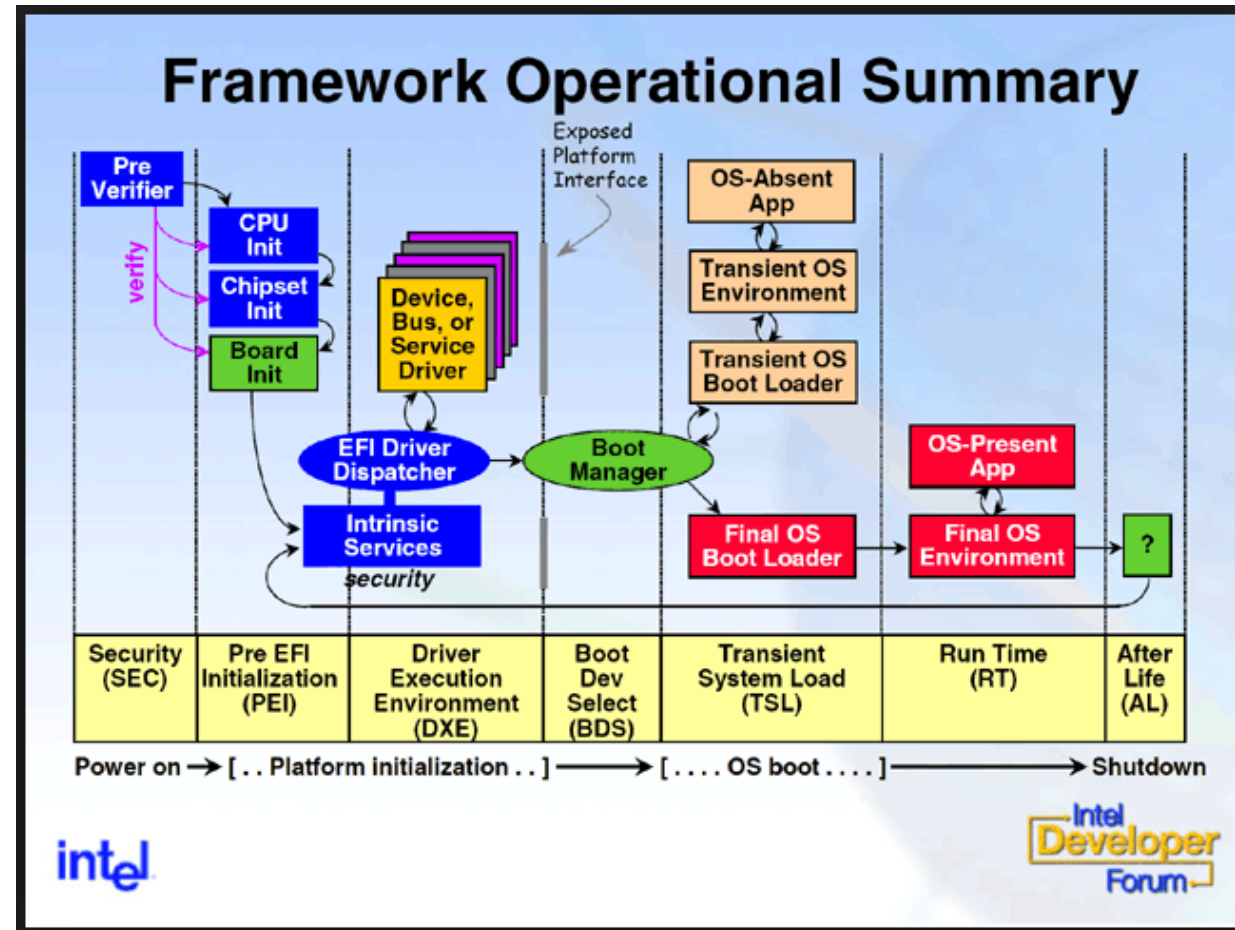 Framework Operational Summary
Exposed
Platform
Interface
Pre
Verifier
verify
CPU
Init
Chipset
Init
Board
Init
Device,
Bus, or
Service
Driver
EFI Driver
Dispatcher
Intrinsic
Services
security
Boot
Manager
OS-Absent
App
Transient OS
Environment
Transient OS
Boot Loader
Final OS
Boot Loader
OS-Present
App
Final OS
Environment
?
Security
(SEC)
Pre EFI
Initialization
(PEI)
Driver
Execution
Environment
(DXE)
Boot
Dev
Select
(BDS)
Transient
System Load
(TSL)
Run Time
(RT)
After
Life
(AL)
Power on → [ . . Platform initialization . . ] → [ . . . . OS boot . . . . ] → Shutdown
intel
Intel
Developer
Forum